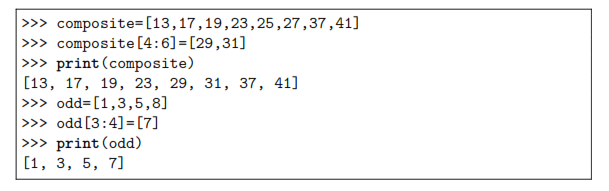 >>> composite=[13,17,19,23,25,27,37,41]
>>> composite[4:6]=[29,31]
>>> print(composite)
[13, 17, 19, 23, 29, 31, 37, 41]
>>> odd=[1,3,5,8]
>>> odd[3:4]=[7]
>>> print(odd)
[1, 3, 5, 7]